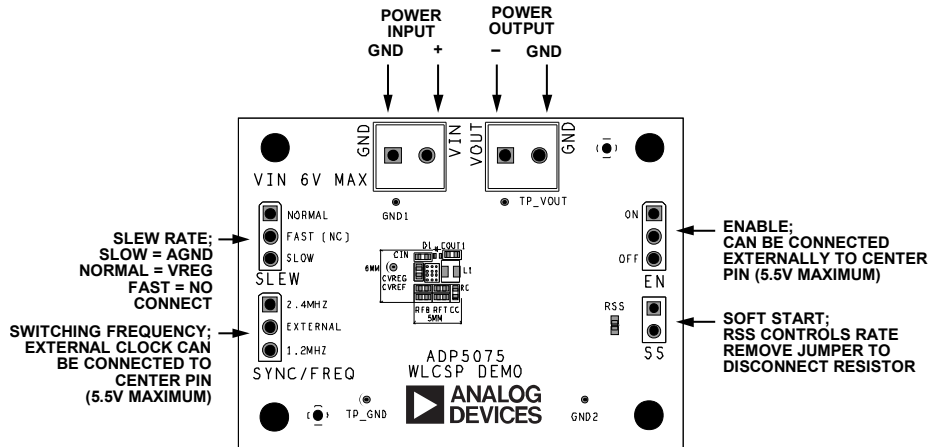 POWER
INPUT
POWER
OUTPUT
GND
+
–
GND
GND
VIN
VOUT
GND
VIN 6V MAX
GND1
TP_VOUT
NORMAL
FAST (NC)
SLOW
SLEW
SLEW RATE;
SLOW = AGND
NORMAL = VREG
FAST = NO
CONNECT
D1
COUT1
CIN
6MM
CVREG
CVREF
L1
RC
RFB
RFT
CC
5MM
ON
OFF
EN
ENABLE;
CAN BE CONNECTED
EXTERNALLY TO CENTER
PIN (5.5V MAXIMUM)
2.4MHZ
EXTERNAL
1.2MHZ
SYNC/FREQ
SWITCHING FREQUENCY;
EXTERNAL CLOCK CAN
BE CONNECTED TO
CENTER PIN
(5.5V MAXIMUM)
RSS
SS
SOFT START;
RSS CONTROLS RATE
REMOVE JUMPER TO
DISCONNECT RESISTOR
ADP5075
WLCSP DEMO
ANALOG
DEVICES
TP_GND
GND2